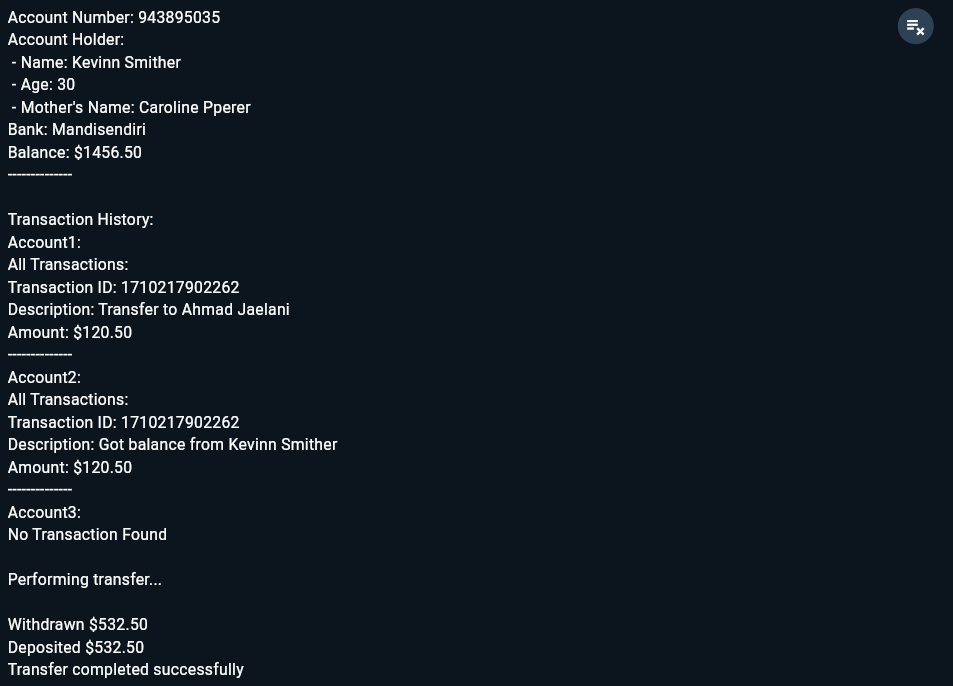 Account Number: 943895035
Account Holder:
- Name: Kevinn Smither
- Age: 30
- Mother's Name: Caroline Pperer
Bank: Mandisendiri
Balance: $1456.50
--------------
Transaction History:
Account1:
All Transactions:
Transaction ID: 1710217902262
Description: Transfer to Ahmad Jaelani
Amount: $120.50
--------------
Account2:
All Transactions:
Transaction ID: 1710217902262
Description: Got balance from Kevinn Smither
Amount: $120.50
--------------
Account3:
No Transaction Found
Performing transfer...
Withdrawn $532.50
Deposited $532.50
Transfer completed successfully